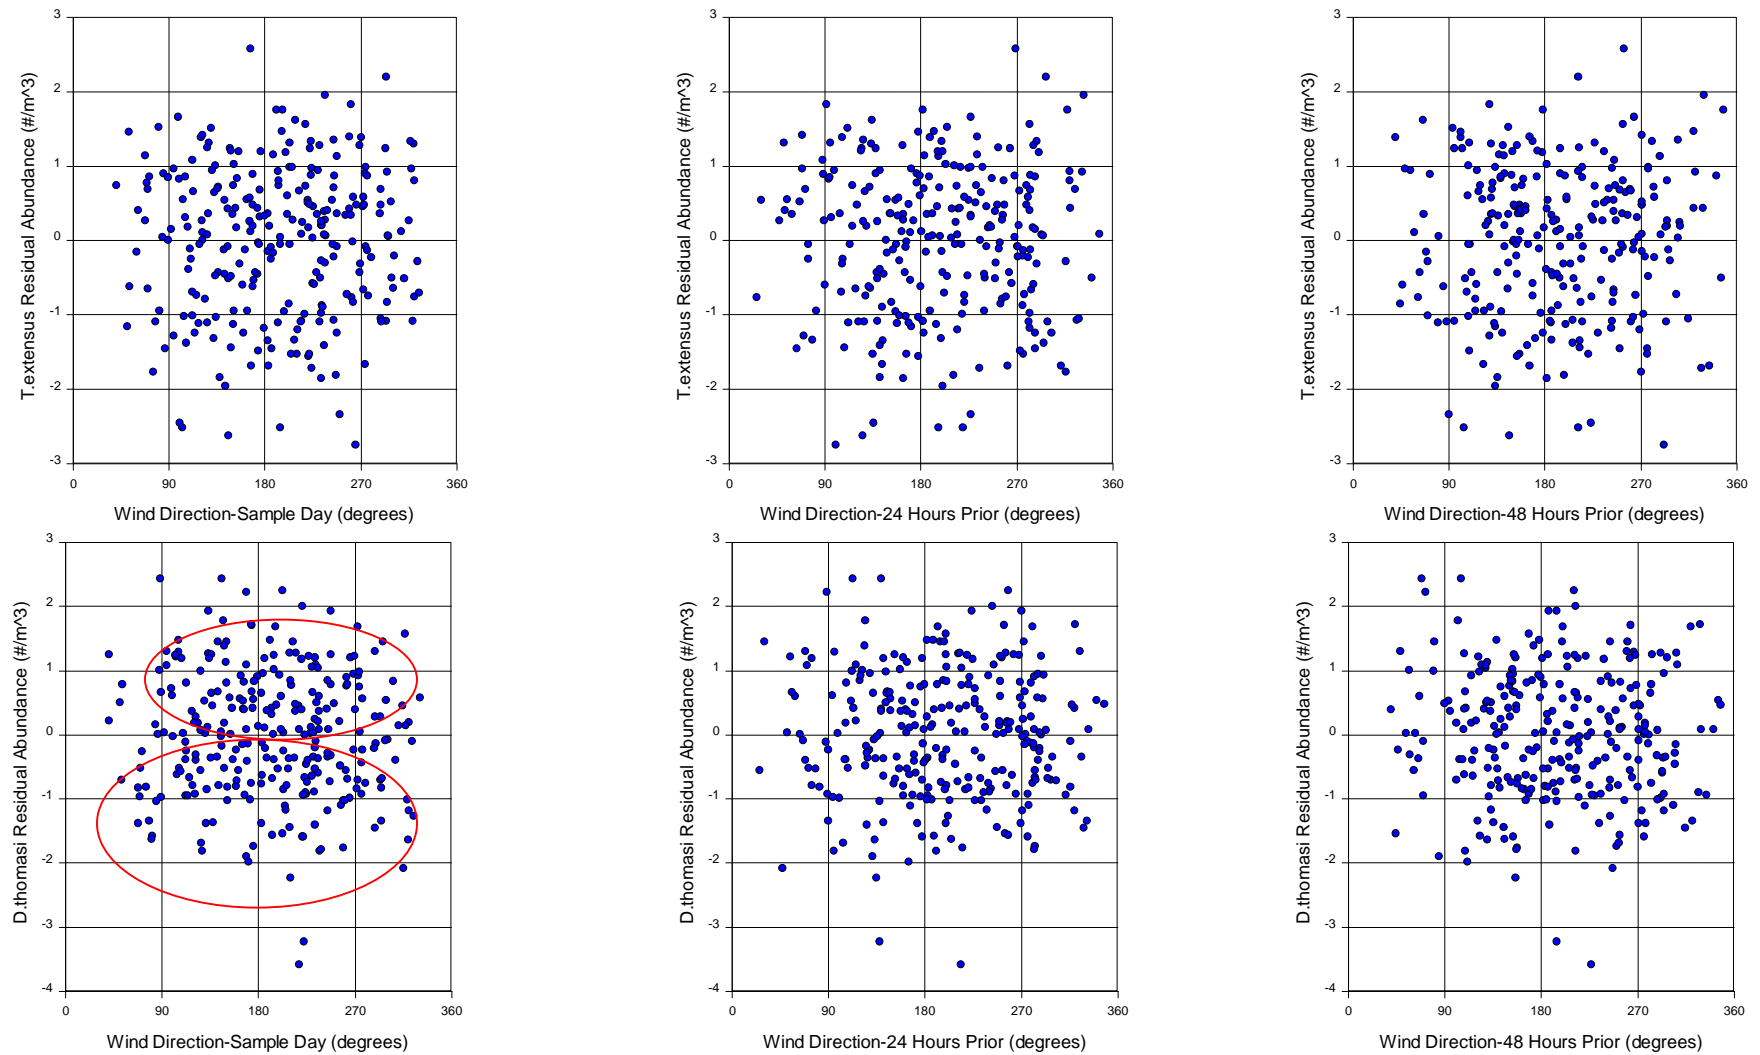 3
2
1
0
-1
-2
-3
0 90 180 270 360
T.extensus Residual Abundance (#/m^3)
Wind Direction-Sample Day (degrees)
3
2
1
0
-1
-2
-3
0 90 180 270 360
T.extensus Residual Abundance (#/m^3)
Wind Direction-24 Hours Prior (degrees)
3
2
1
0
-1
-2
-3
0 90 180 270 360
T.extensus Residual Abundance (#/m^3)
Wind Direction-48 Hours Prior (degrees)
3
2
1
0
-1
-2
-3
-4
0 90 180 270 360
D.thomasi Residual Abundance (#/m^3)
Wind Direction-Sample Day (degrees)
3
2
1
0
-1
-2
-3
-4
0 90 180 270 360
D.thomasi Residual Abundance (#/m^3)
Wind Direction-24 Hours Prior (degrees)
3
2
1
0
-1
-2
-3
-4
0 90 180 270 360
D.thomasi Residual Abundance (#/m^3)
Wind Direction-48 Hours Prior (degrees)